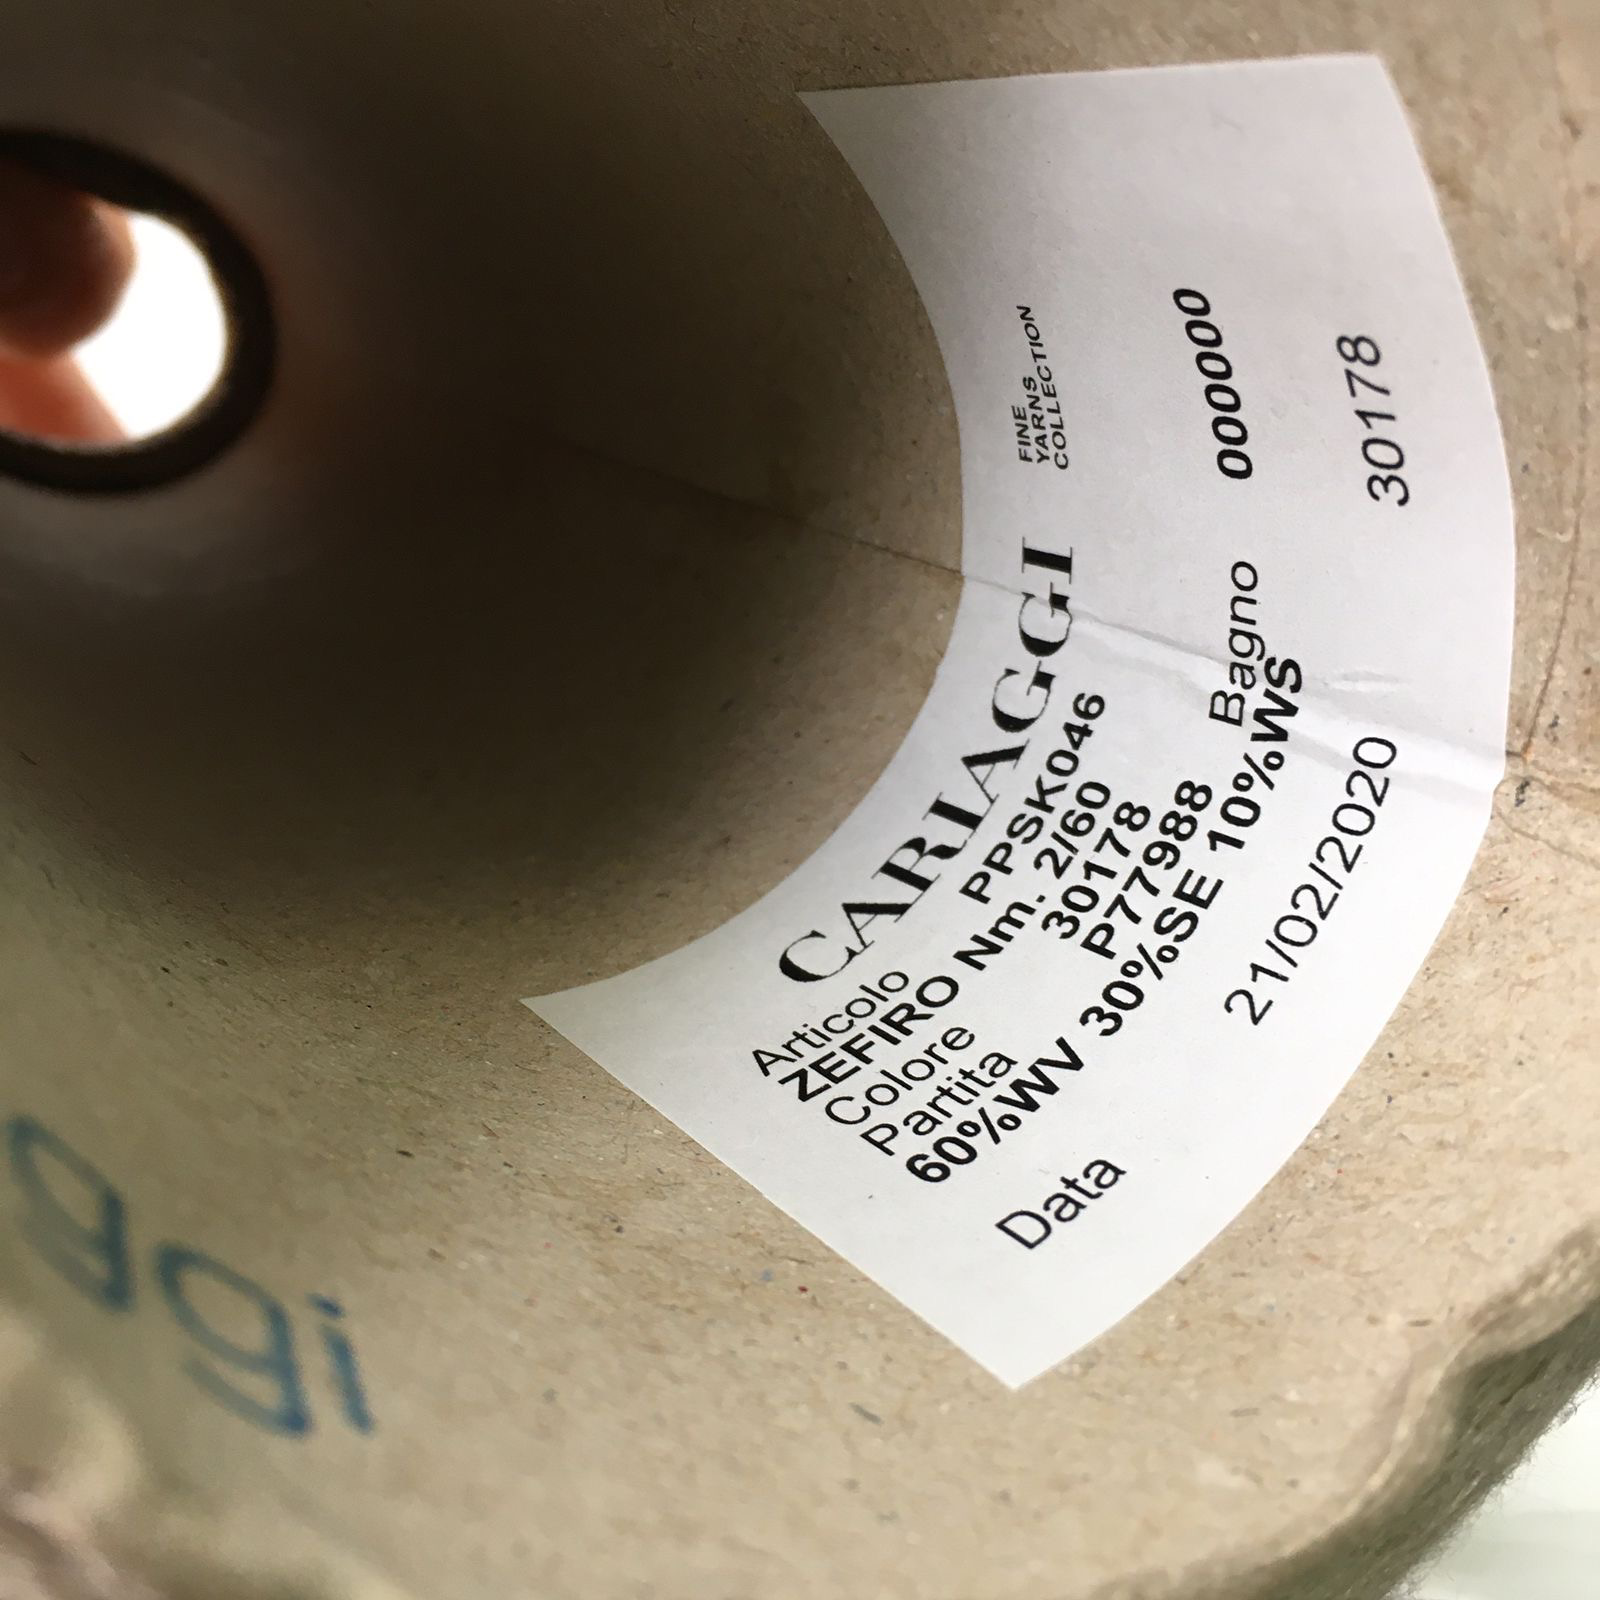 CARIAGGI
FINE
YARNS
COLLECTION
Articolo PPSK046
ZEFIRO Nm. 2/60
Colore 30178
Partita P77988 Bagno 000000
60%WV 30%SE 10%WS
Data 21/02/2020 30178
ggi